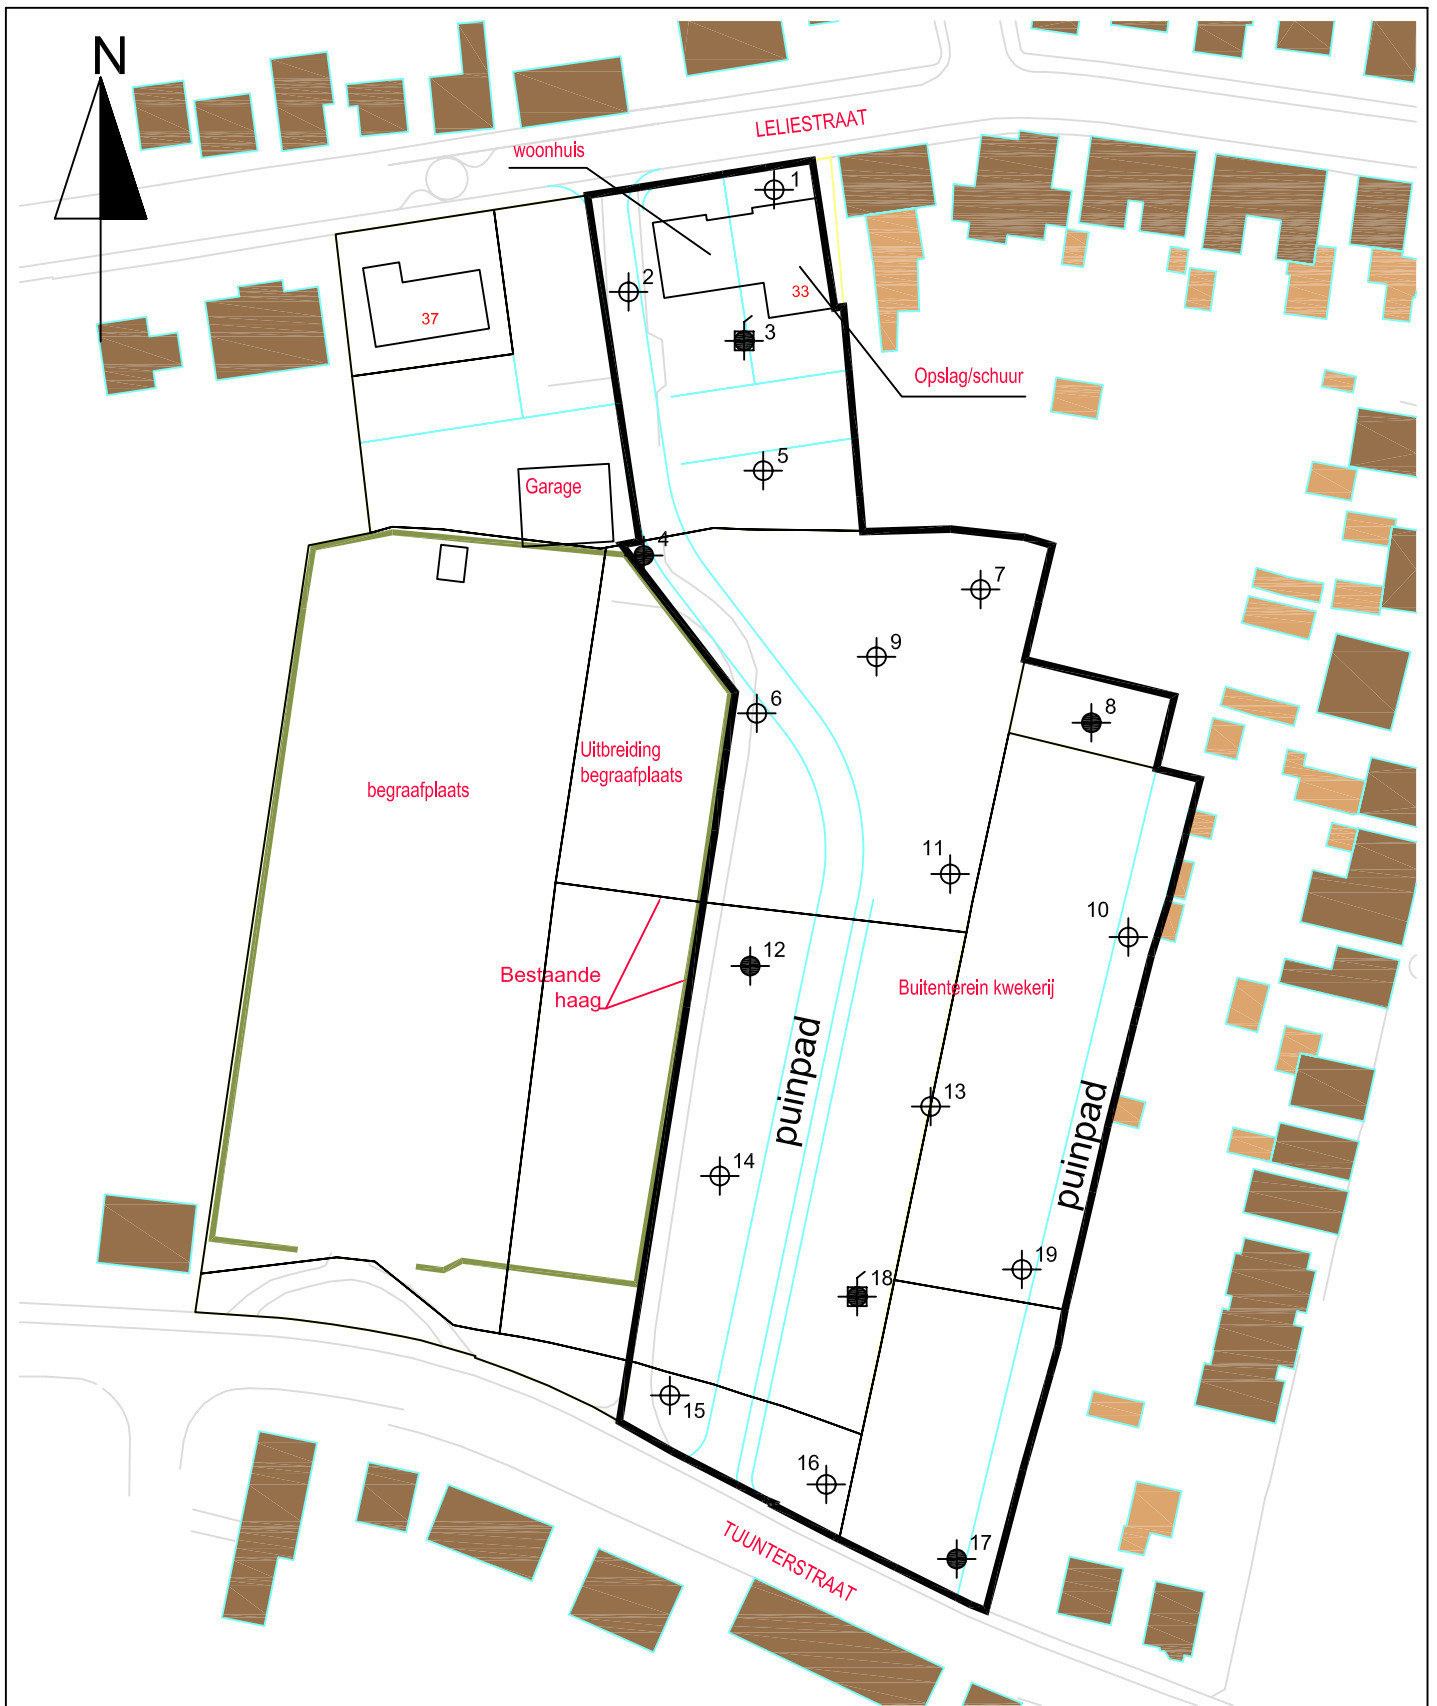 N
LELIESTRAAT
woonhuis
1
2
33
37
3
Opslag/schuur
5
Garage
4
7
9
8
6
Uitbreiding
begraafplaats
begraafplaats
11
10
12
Bestaande
haag
Buitenterein kwekerij
puinpad
13
puinpad
14
19
18
15
16
17
TUUNTERSTRAAT